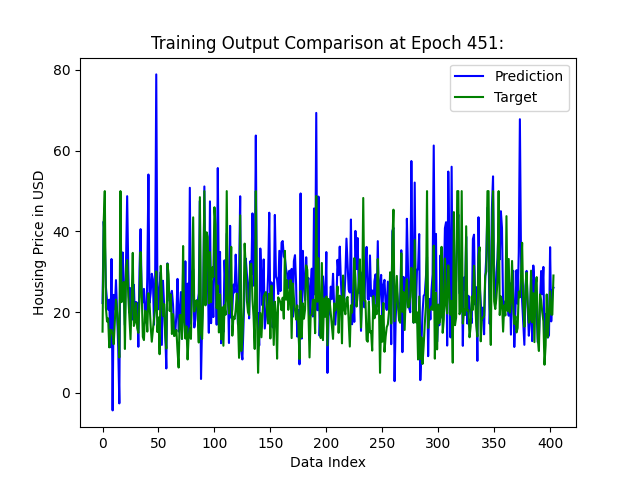 Training Output Comparison at Epoch 451:
Prediction
Target
Housing Price in USD
80
60
40
20
0
0 50 100 150 200 250 300 350 400
Data Index